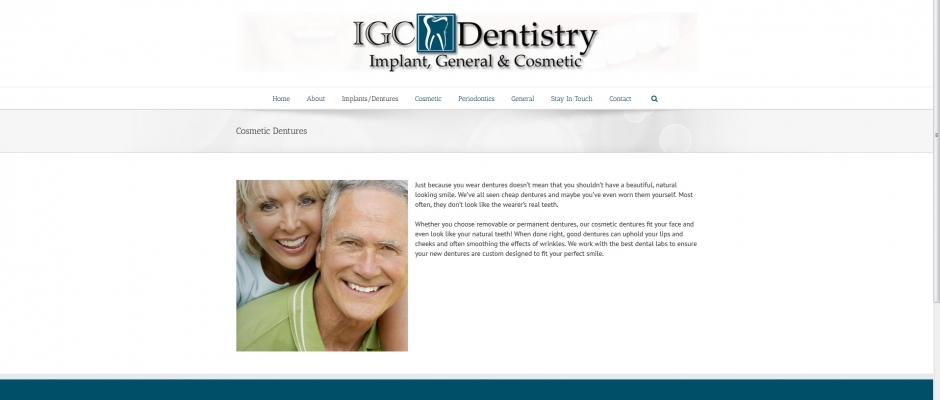 IGC Dentistry
Implant, General & Cosmetic
Home About Implants/Dentures Cosmetic Periodontics General Stay In Touch Contact
Cosmetic Dentures
Just because you wear dentures doesn't mean that you shouldn't have a beautiful, natural
looking smile. We've all seen cheap dentures and maybe you've even worn them yourself. Most
often, they don't look like the wearer's real teeth.
Whether you choose removable or permanent dentures, our cosmetic dentures fit your face and
even look like your natural teeth! When done right, good dentures can uphold your lips and
cheeks and often smoothing the effects of wrinkles. We work with the best dental labs to ensure
your new dentures are custom designed to fit your perfect smile.